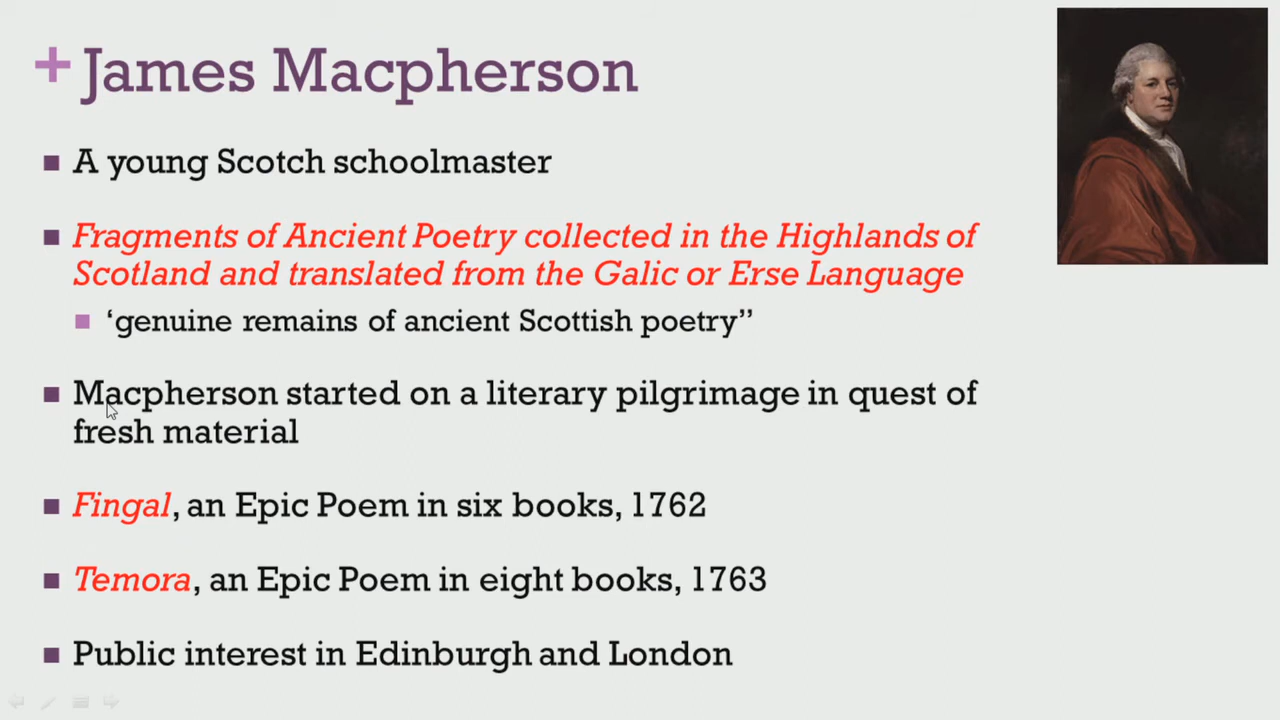 + James Macpherson
■ A young Scotch schoolmaster
■ Fragments of Ancient Poetry collected in the Highlands of
Scotland and translated from the Galic or Erse Language
■ ‘genuine remains of ancient Scottish poetry”
■ Macpherson started on a literary pilgrimage in quest of
fresh material
■ Fingal, an Epic Poem in six books, 1762
■ Temora, an Epic Poem in eight books, 1763
■ Public interest in Edinburgh and London